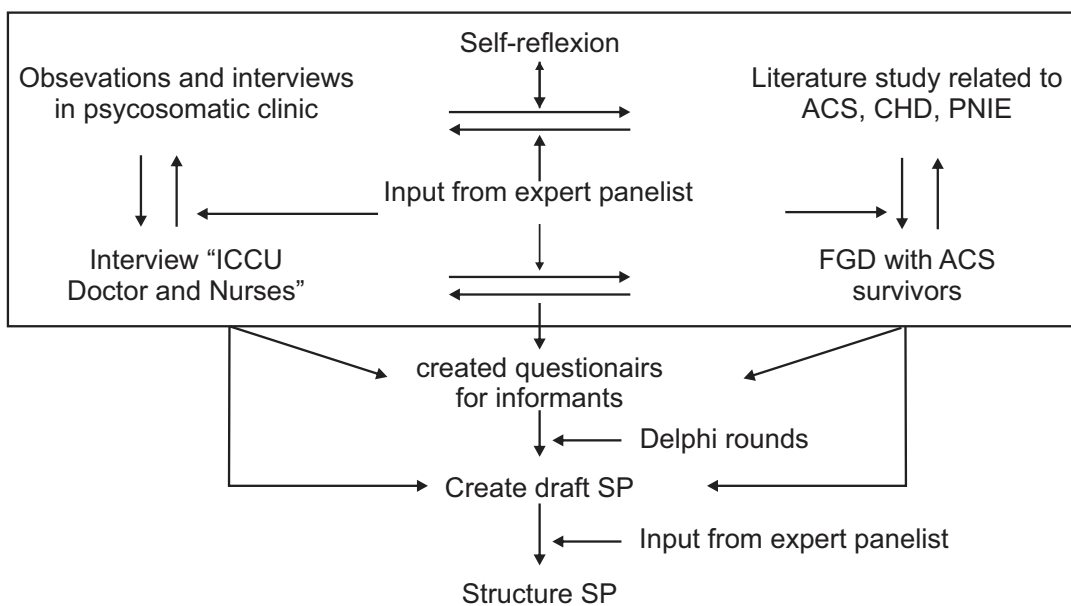 Self-reflexion
Obsevations and interviews
in psycosomatic clinic
Literature study related to
ACS, CHD, PNIE
Input from expert panelist
Interview “ICCU
Doctor and Nurses”
FGD with ACS
survivors
created questionairs
for informants
Delphi rounds
Create draft SP
Input from expert panelist
Structure SP